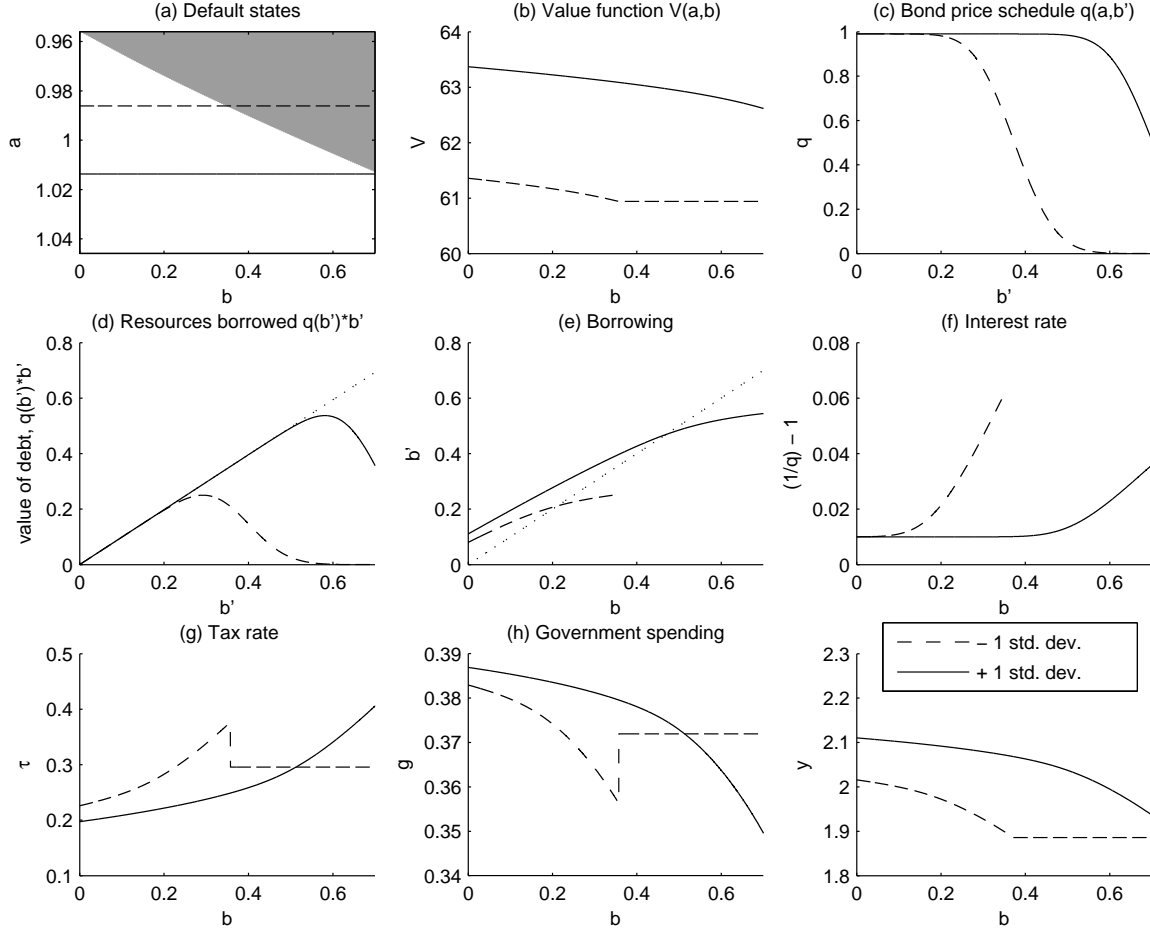 (a) Default states
0.96
0.98
1
1.02
1.04
a
0 0.2 0.4 0.6
b
(b) Value function V(a,b)
64
63
62
61
60
V
0 0.2 0.4 0.6
b
(c) Bond price schedule q(a,b’)
1
0.8
0.6
0.4
0.2
0
q
0 0.2 0.4 0.6
b’
(d) Resources borrowed q(b’)*b’
0.8
0.6
0.4
0.2
0
value of debt, q(b’)*b’
0 0.2 0.4 0.6
b’
(e) Borrowing
0.8
0.6
0.4
0.2
0
b’
0 0.2 0.4 0.6
b
(f) Interest rate
0.08
0.06
0.04
0.02
0
(1/q) − 1
0 0.2 0.4 0.6
b
(g) Tax rate
0.5
0.4
0.3
0.2
0.1
τ
0 0.2 0.4 0.6
b
(h) Government spending
0.39
0.38
0.37
0.36
0.35
0.34
g
0 0.2 0.4 0.6
b
− 1 std. dev.
+ 1 std. dev.
2.3
2.2
2.1
2
1.9
1.8
y
0 0.2 0.4 0.6
b